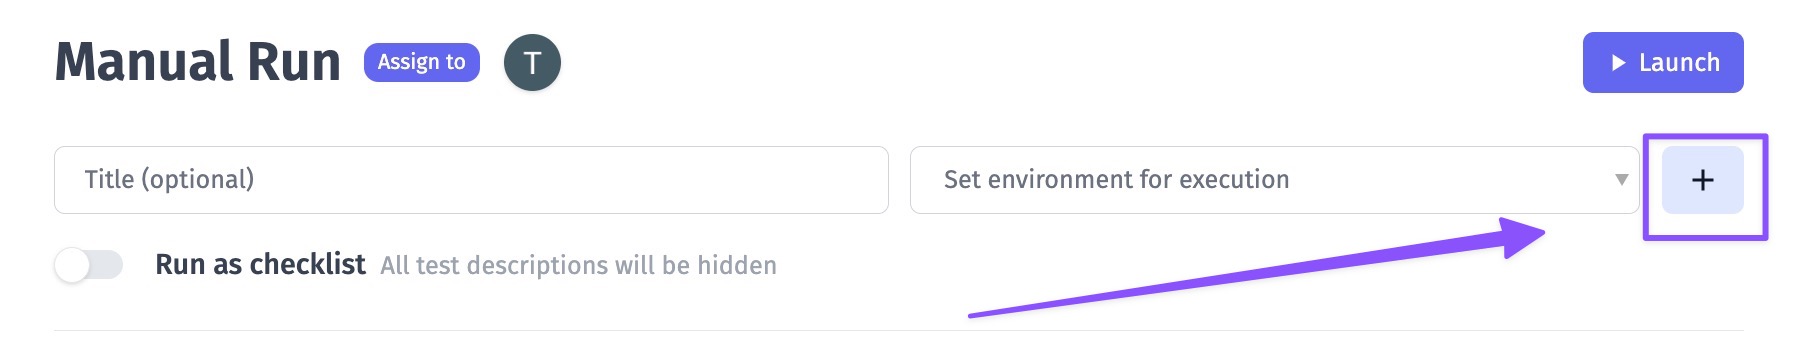 Manual Run Assign to T Launch
Title (optional) Set environment for execution +
Run as checklist All test descriptions will be hidden